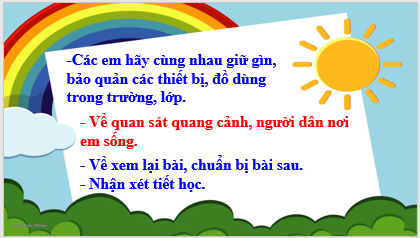 -Các em hãy cùng nhau giữ gìn,
bảo quản các thiết bị, đồ dùng
trong trường, lớp.
- Về quan sát quang cảnh, người dân nơi
em sống.
- Về xem lại bài, chuẩn bị bài sau.
- Nhận xét tiết học.